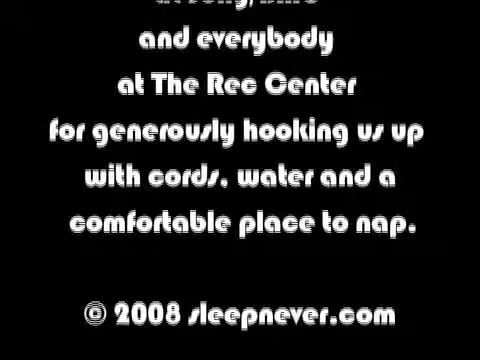 and everybody
at The Rec Center
for generously hooking us up
with cords, water and a
comfortable place to nap.
© 2008 sleepnever.com